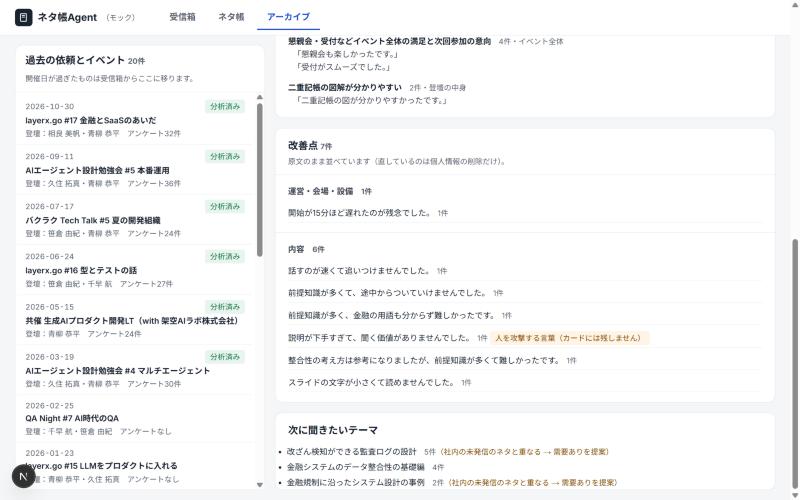 ネタ帳Agent （モック） 受信箱 ネタ帳 アーカイブ
過去の依頼とイベント 20件
開催日が過ぎたものは受信箱からここに移ります。
2026-10-30 分析済み
layerx.go #17 金融とSaaSのあいだ
登壇：相良 美帆・青柳 恭平 アンケート32件
2026-09-11 分析済み
AIエージェント設計勉強会 #5 本番運用
登壇：久住 拓真・青柳 恭平 アンケート36件
2026-07-17 分析済み
バクラク Tech Talk #5 夏の開発組織
登壇：笹倉 由紀・青柳 恭平 アンケート24件
2026-06-24 分析済み
layerx.go #16 型とテストの話
登壇：笹倉 由紀・千早 航 アンケート27件
2026-05-15 分析済み
共催 生成AIプロダクト開発LT（with 架空AIラボ株式会社）
登壇：青柳 恭平 アンケート24件
2026-03-19 分析済み
AIエージェント設計勉強会 #4 マルチエージェント
登壇：久住 拓真・青柳 恭平 アンケート30件
2026-02-25
QA Night #7 AI時代のQA
登壇：千早 航・笹倉 由紀 アンケートなし
2026-01-23
layerx.go #15 LLMをプロダクトに入れる
登壇：青柳 恭平・久住 拓真 アンケートなし
N
懇親会・受付などイベント全体の満足と次回参加の意向 4件・イベント全体
「懇親会も楽しかったです。」
「受付がスムーズでした。」
二重記帳の図解が分かりやすい 2件・登壇の中身
「二重記帳の図が分かりやすかったです。」
改善点 7件
原文のまま並べています（直しているのは個人情報の削除だけ）。
運営・会場・設備 1件
開始が15分ほど遅れたのが残念でした。 1件
内容 6件
話すのが速くて追いつけませんでした。 1件
前提知識が多くて、途中からついていけませんでした。 1件
前提知識が多く、金融の用語も分からず難しかったです。 1件
説明が下手すぎて、聞く価値がありませんでした。 1件 人を攻撃する言葉（カードには残しません）
整合性の考え方は参考になりましたが、前提知識が多くて難しかったです。 1件
スライドの文字が小さくて読めませんでした。 1件
次に聞きたいテーマ
• 改ざん検知ができる監査ログの設計 5件（社内の未発信のネタと重なる → 需要ありを提案）
• 金融システムのデータ整合性の基礎編 4件
• 金融規制に沿ったシステム設計の事例 2件（社内の未発信のネタと重なる → 需要ありを提案）